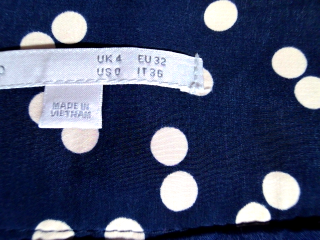 UK 4 EU 32
US 0 IT 36
MADE IN
VIETNAM